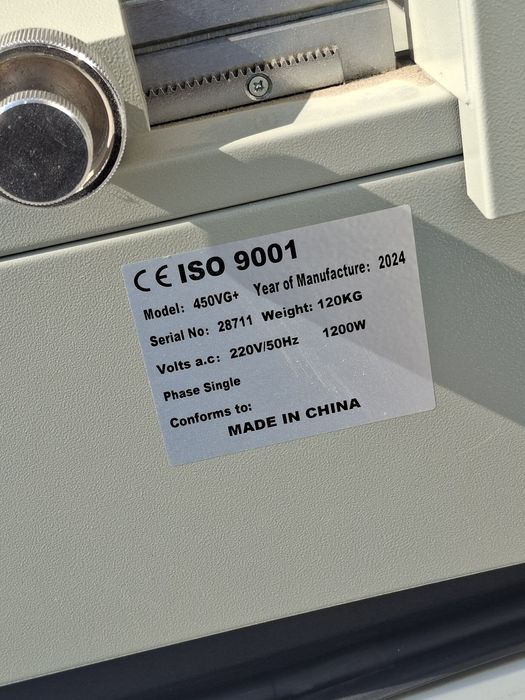 CE ISO 9001
Model: 450VG+ Year of Manufacture: 2024
Serial No: 28711 Weight: 120KG
Volts a.c: 220V/50Hz 1200W
Phase Single
Conforms to:
MADE IN CHINA